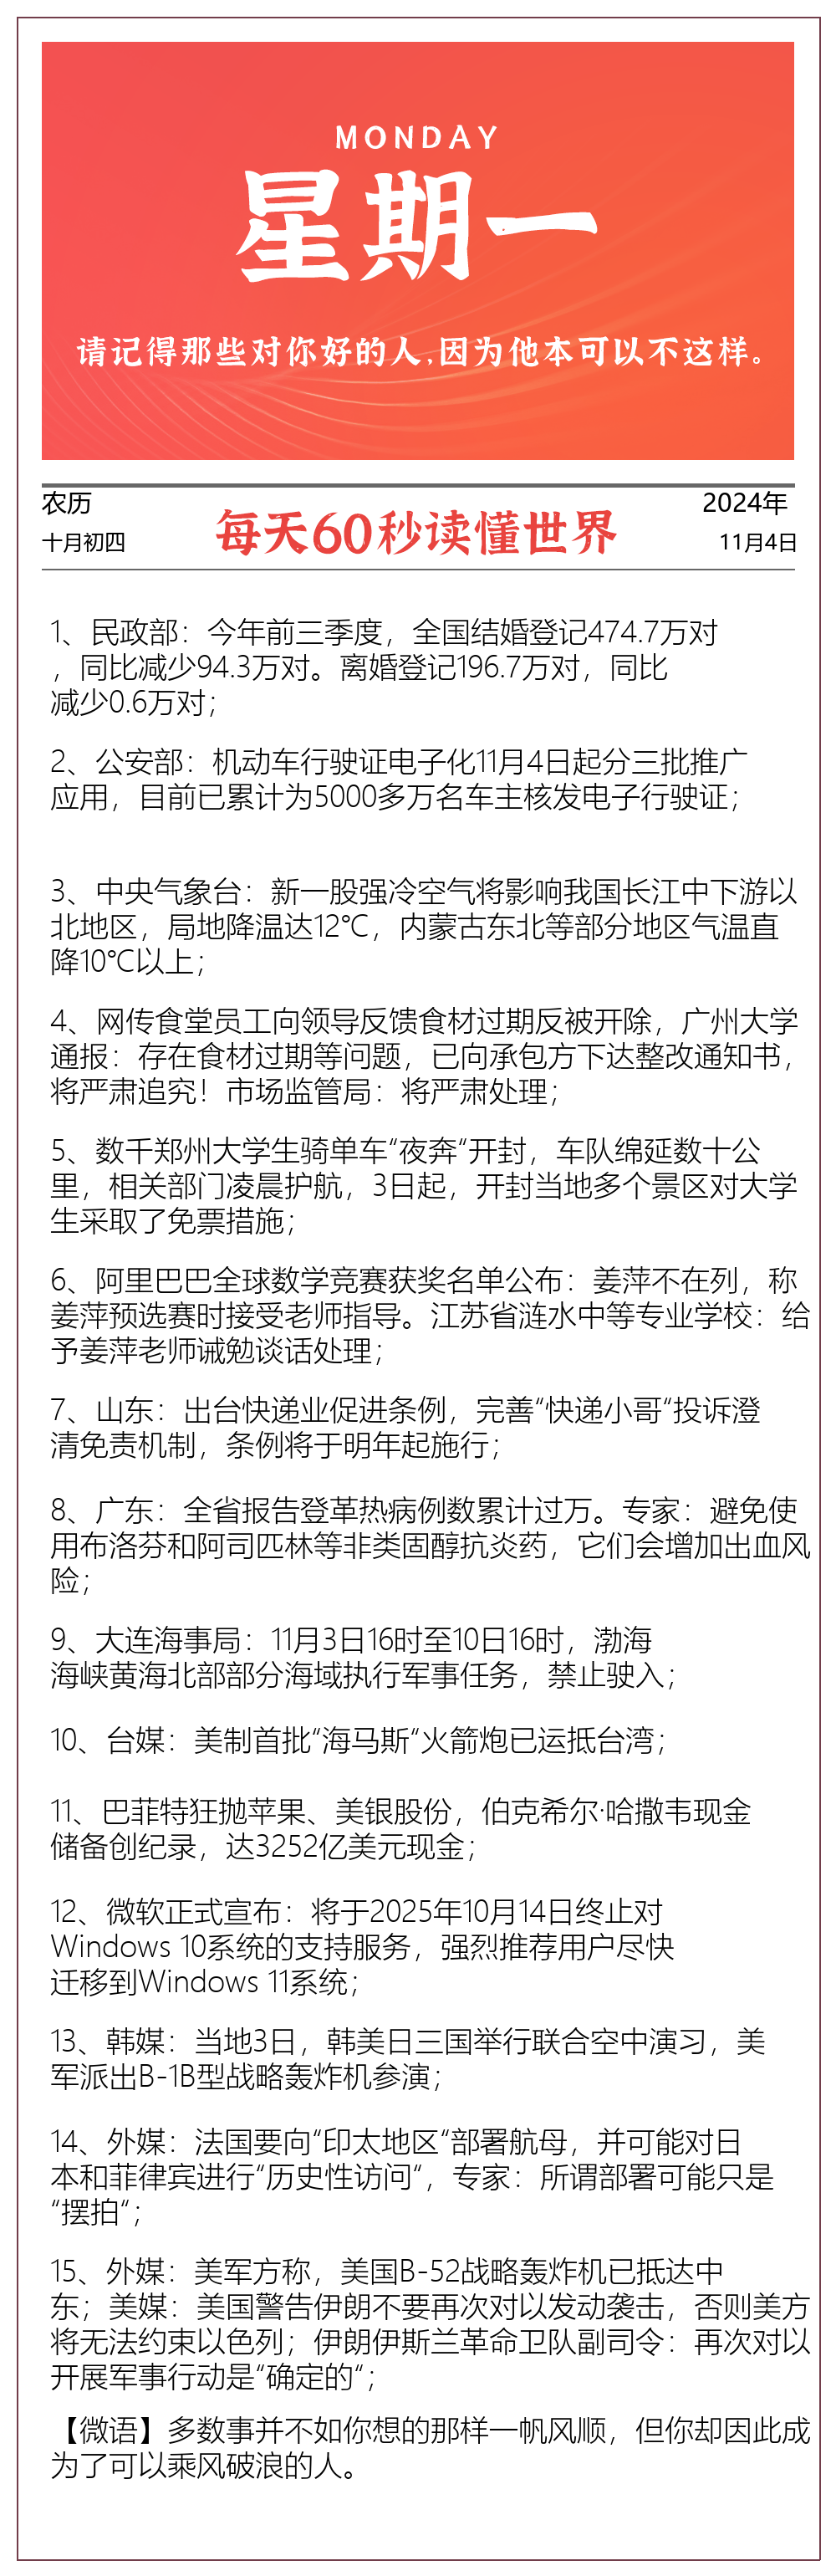 MONDAY
星期一
请记得那些对你好的人,因为他本可以不这样。
农历
十月初四
每天60秒读懂世界
2024年
11月4日
1、民政部：今年前三季度，全国结婚登记474.7万对
，同比减少94.3万对。离婚登记196.7万对，同比
减少0.6万对；
2、公安部：机动车行驶证电子化11月4日起分三批推广
应用，目前已累计为5000多万名车主核发电子行驶证；
3、中央气象台：新一股强冷空气将影响我国长江中下游以
北地区，局地降温达12℃，内蒙古东北等部分地区气温直
降10℃以上；
4、网传食堂员工向领导反馈食材过期反被开除，广州大学
通报：存在食材过期等问题，已向承包方下达整改通知书，
将严肃追究！市场监管局：将严肃处理；
5、数千郑州大学生骑单车“夜奔“开封，车队绵延数十公
里，相关部门凌晨护航，3日起，开封当地多个景区对大学
生采取了免票措施；
6、阿里巴巴全球数学竞赛获奖名单公布：姜萍不在列，称
姜萍预选赛时接受老师指导。江苏省涟水中等专业学校：给
予姜萍老师诫勉谈话处理；
7、山东：出台快递业促进条例，完善“快递小哥“投诉澄
清免责机制，条例将于明年起施行；
8、广东：全省报告登革热病例数累计过万。专家：避免使
用布洛芬和阿司匹林等非类固醇抗炎药，它们会增加出血风
险；
9、大连海事局：11月3日16时至10日16时，渤海
海峡黄海北部部分海域执行军事任务，禁止驶入；
10、台媒：美制首批“海马斯“火箭炮已运抵台湾；
11、巴菲特狂抛苹果、美银股份，伯克希尔·哈撒韦现金
储备创纪录，达3252亿美元现金；
12、微软正式宣布：将于2025年10月14日终止对
Windows 10系统的支持服务，强烈推荐用户尽快
迁移到Windows 11系统；
13、韩媒：当地3日，韩美日三国举行联合空中演习，美
军派出B-1B型战略轰炸机参演；
14、外媒：法国要向“印太地区“部署航母，并可能对日
本和菲律宾进行“历史性访问“，专家：所谓部署可能只是
“摆拍“；
15、外媒：美军方称，美国B-52战略轰炸机已抵达中
东；美媒：美国警告伊朗不要再次对以发动袭击，否则美方
将无法约束以色列；伊朗伊斯兰革命卫队副司令：再次对以
开展军事行动是“确定的“；
【微语】多数事并不如你想的那样一帆风顺，但你却因此成
为了可以乘风破浪的人。